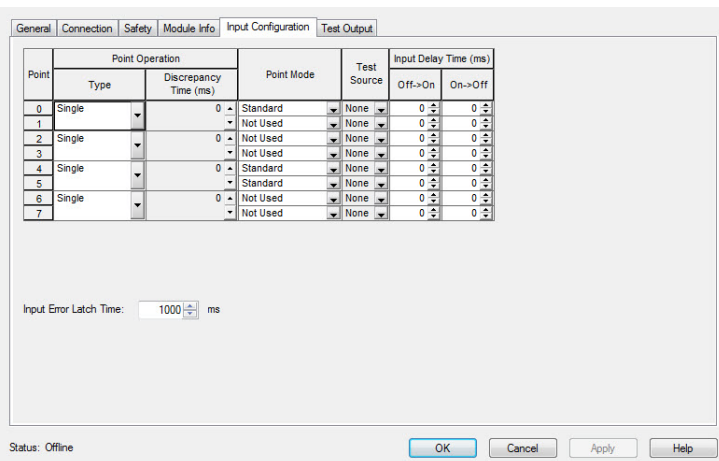 General Connection Safety Module Info Input Configuration Test Output
Point Point Operation Point Mode Test Source Input Delay Time (ms)
Type Discrepancy Time (ms) Off->On On->Off
0 Single 0 Standard None 0 0
1 Not Used None 0 0
2 Single 0 Not Used None 0 0
3 Not Used None 0 0
4 Single 0 Standard None 0 0
5 Standard None 0 0
6 Single 0 Not Used None 0 0
7 Not Used None 0 0
Input Error Latch Time: 1000 ms
Status: Offline OK Cancel Apply Help